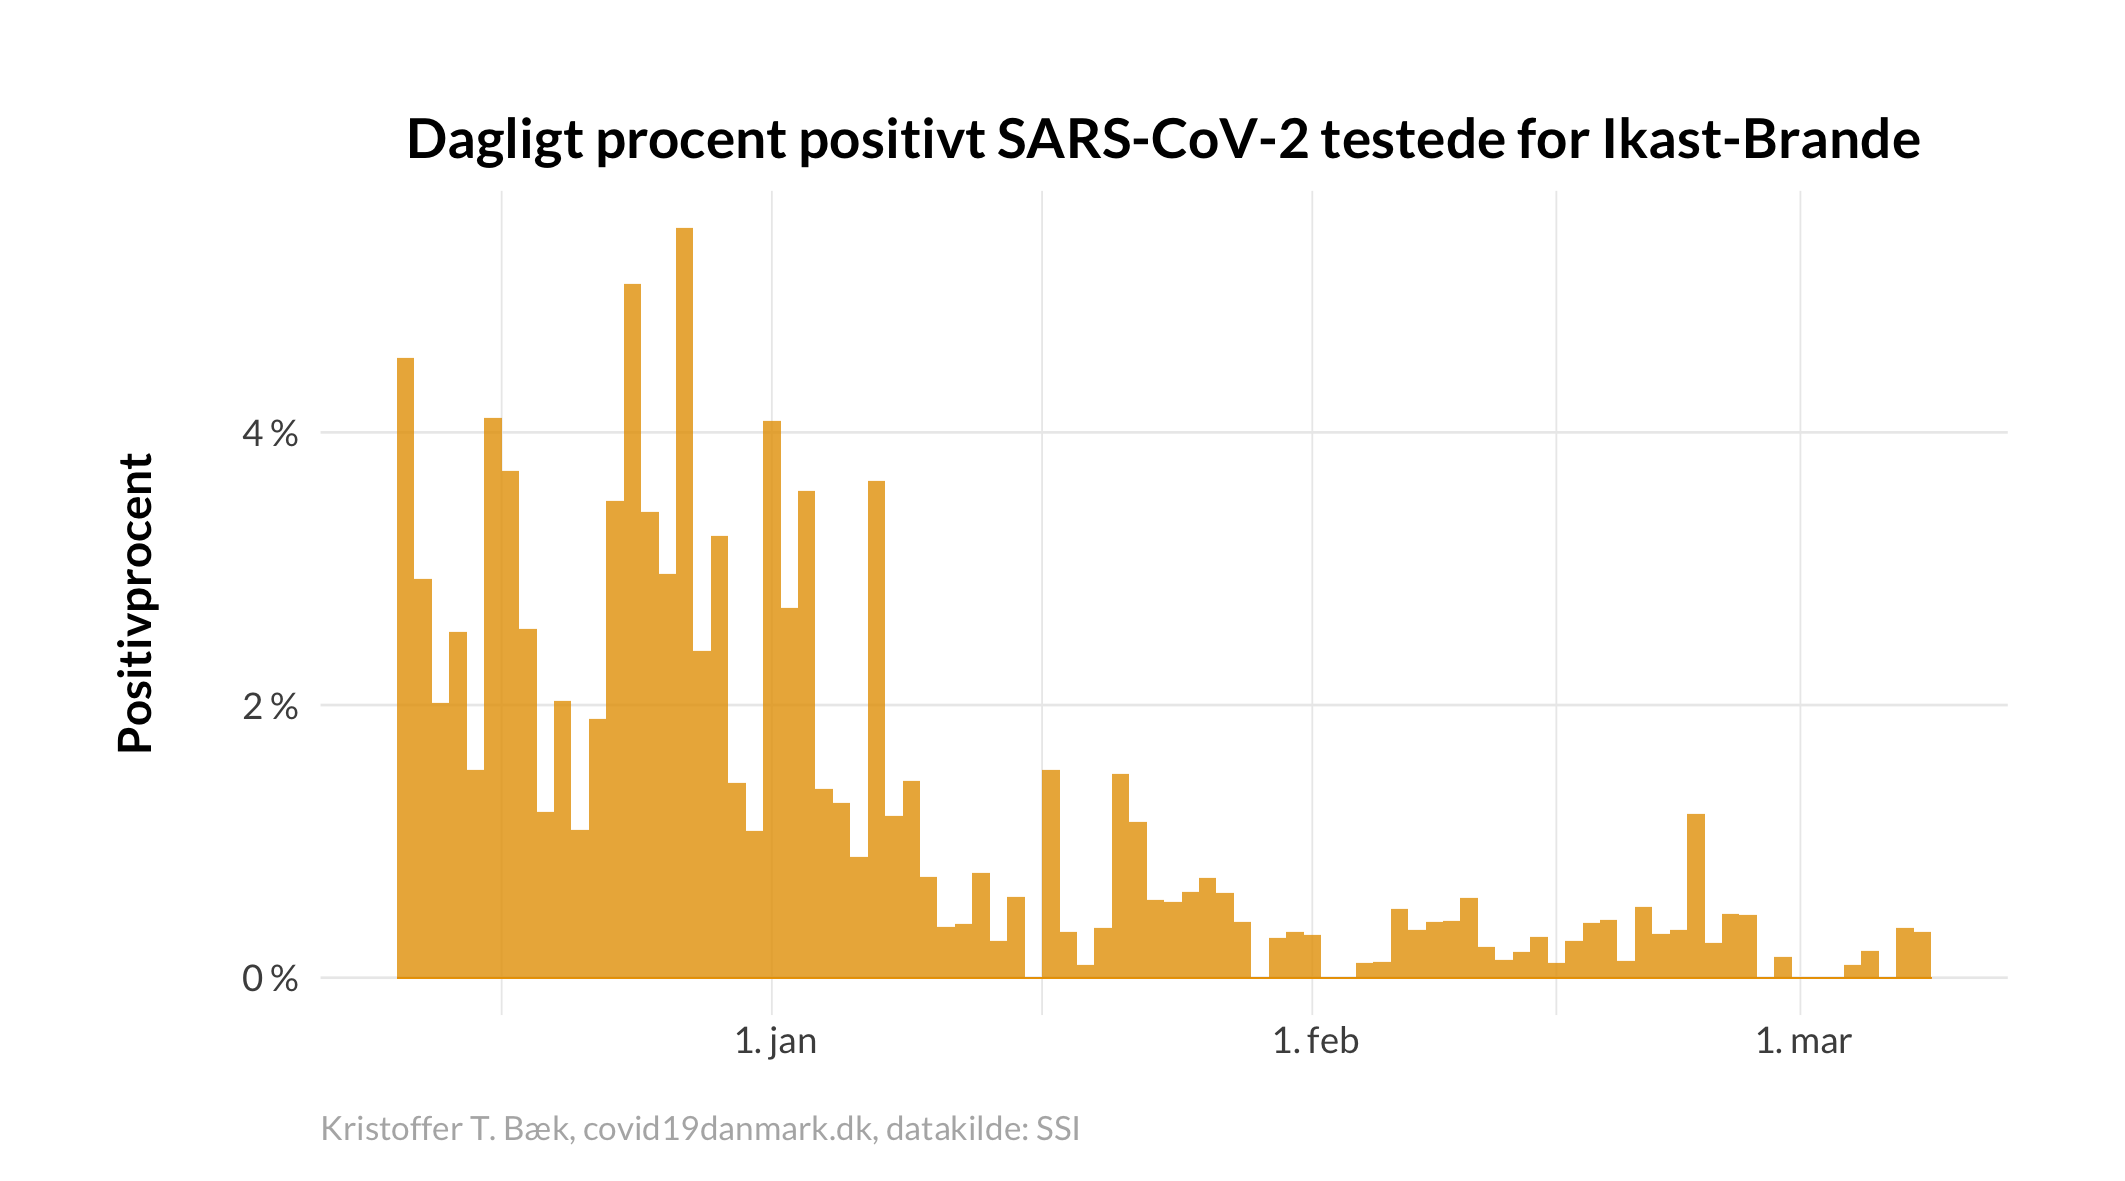 Dagligt procent positivt SARS-CoV-2 testede for Ikast-Brande
Positivprocent
4 %
2 %
0 %
1. jan
1. feb
1. mar
Kristoffer T. Bæk, covid19danmark.dk, datakilde: SSI